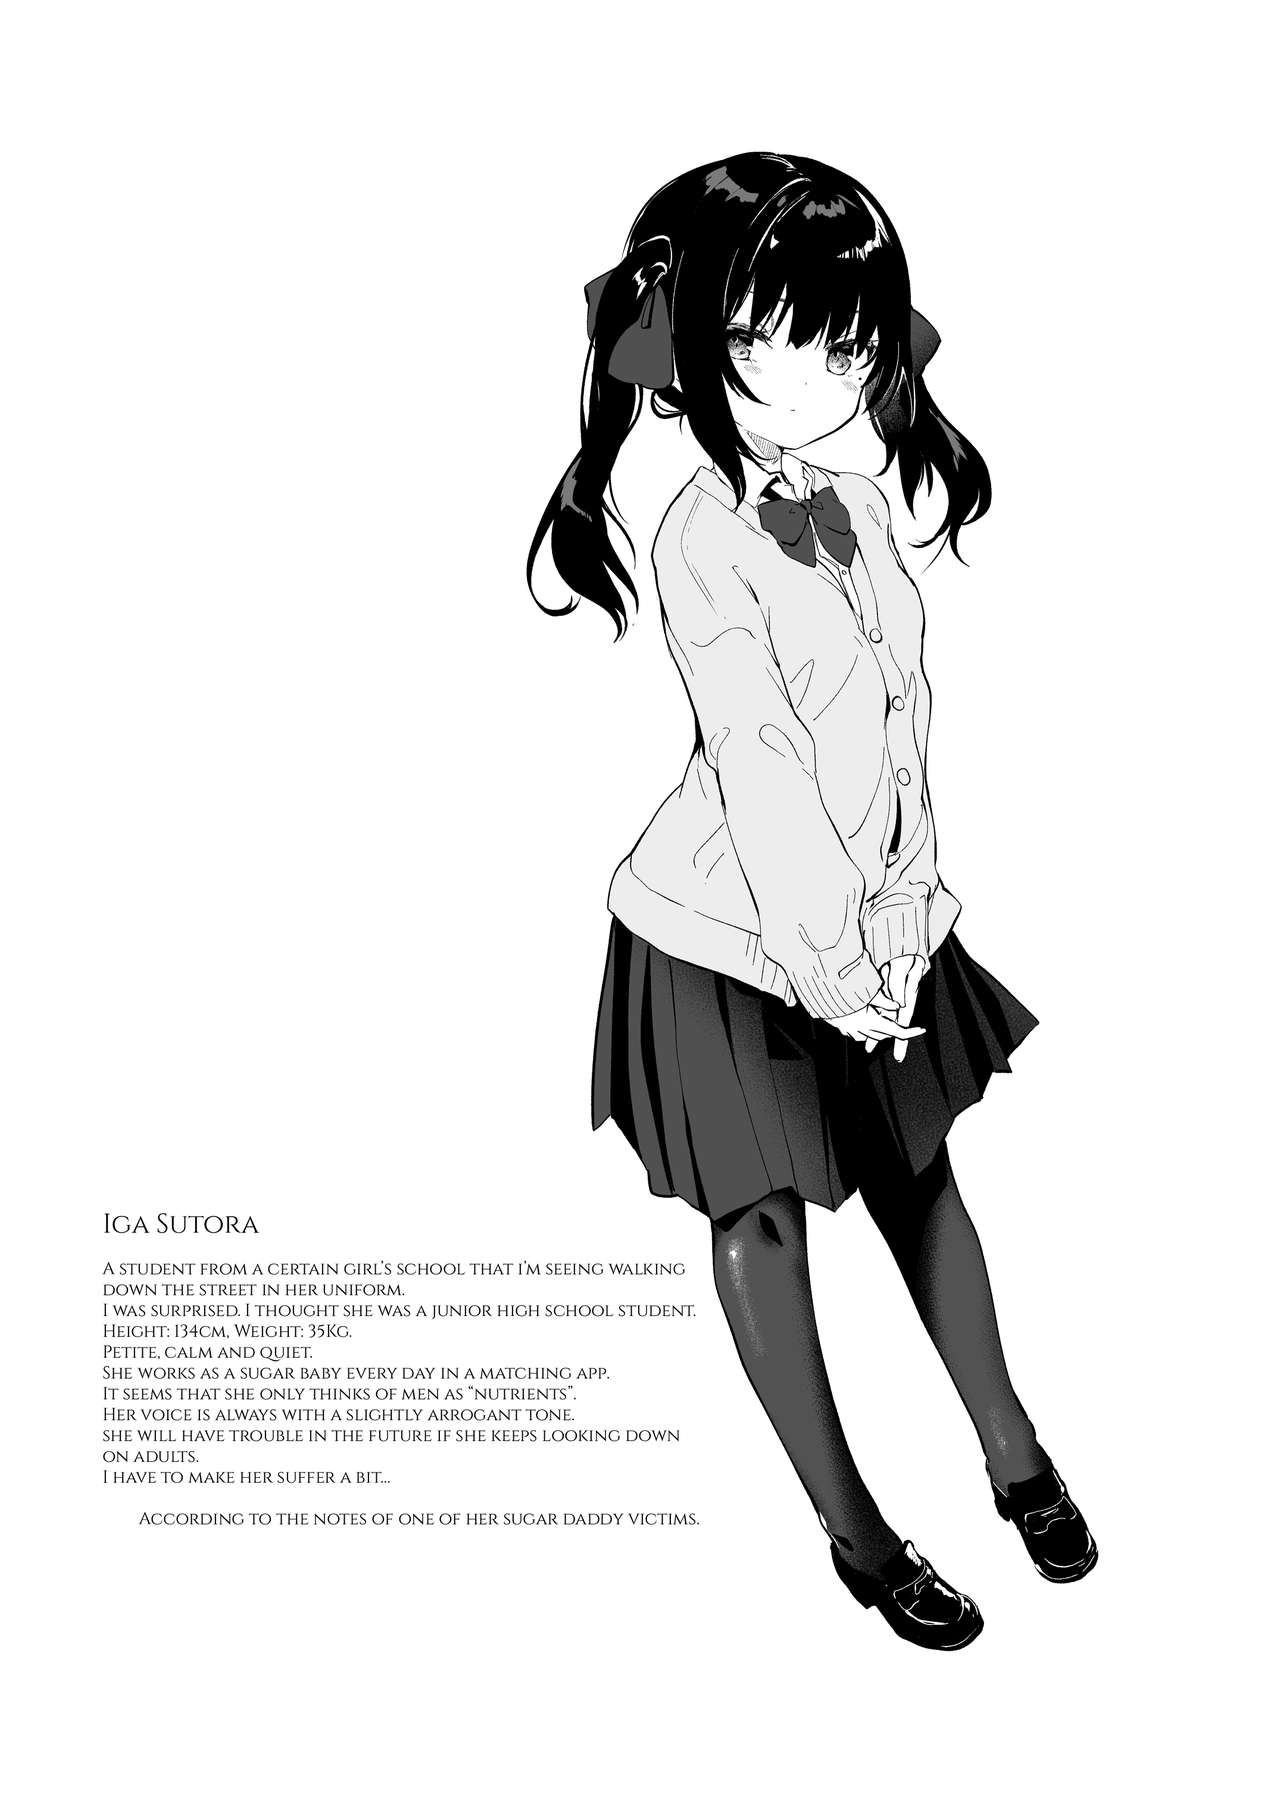 Iga Sutora
A student from a certain girl's school that i'm seeing walking
down the street in her uniform.
I was surprised. I thought she was a junior high school student.
Height: 134cm, Weight: 35Kg.
Petite, calm and quiet.
She works as a sugar baby every day in a matching app.
It seems that she only thinks of men as “nutrients”.
Her voice is always with a slightly arrogant tone.
she will have trouble in the future if she keeps looking down
on adults.
I have to make her suffer a bit...
According to the notes of one of her sugar daddy victims.